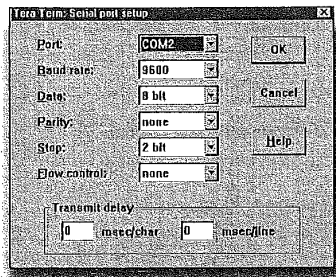 Tera Term: Serial port setup
Port: COM2 OK
Baud rate: 9600
Data: 8 bit Cancel
Parity: none
Stop: 2 bit Help
Flow control: none
Transmit delay
0 msec/char 0 msec/line